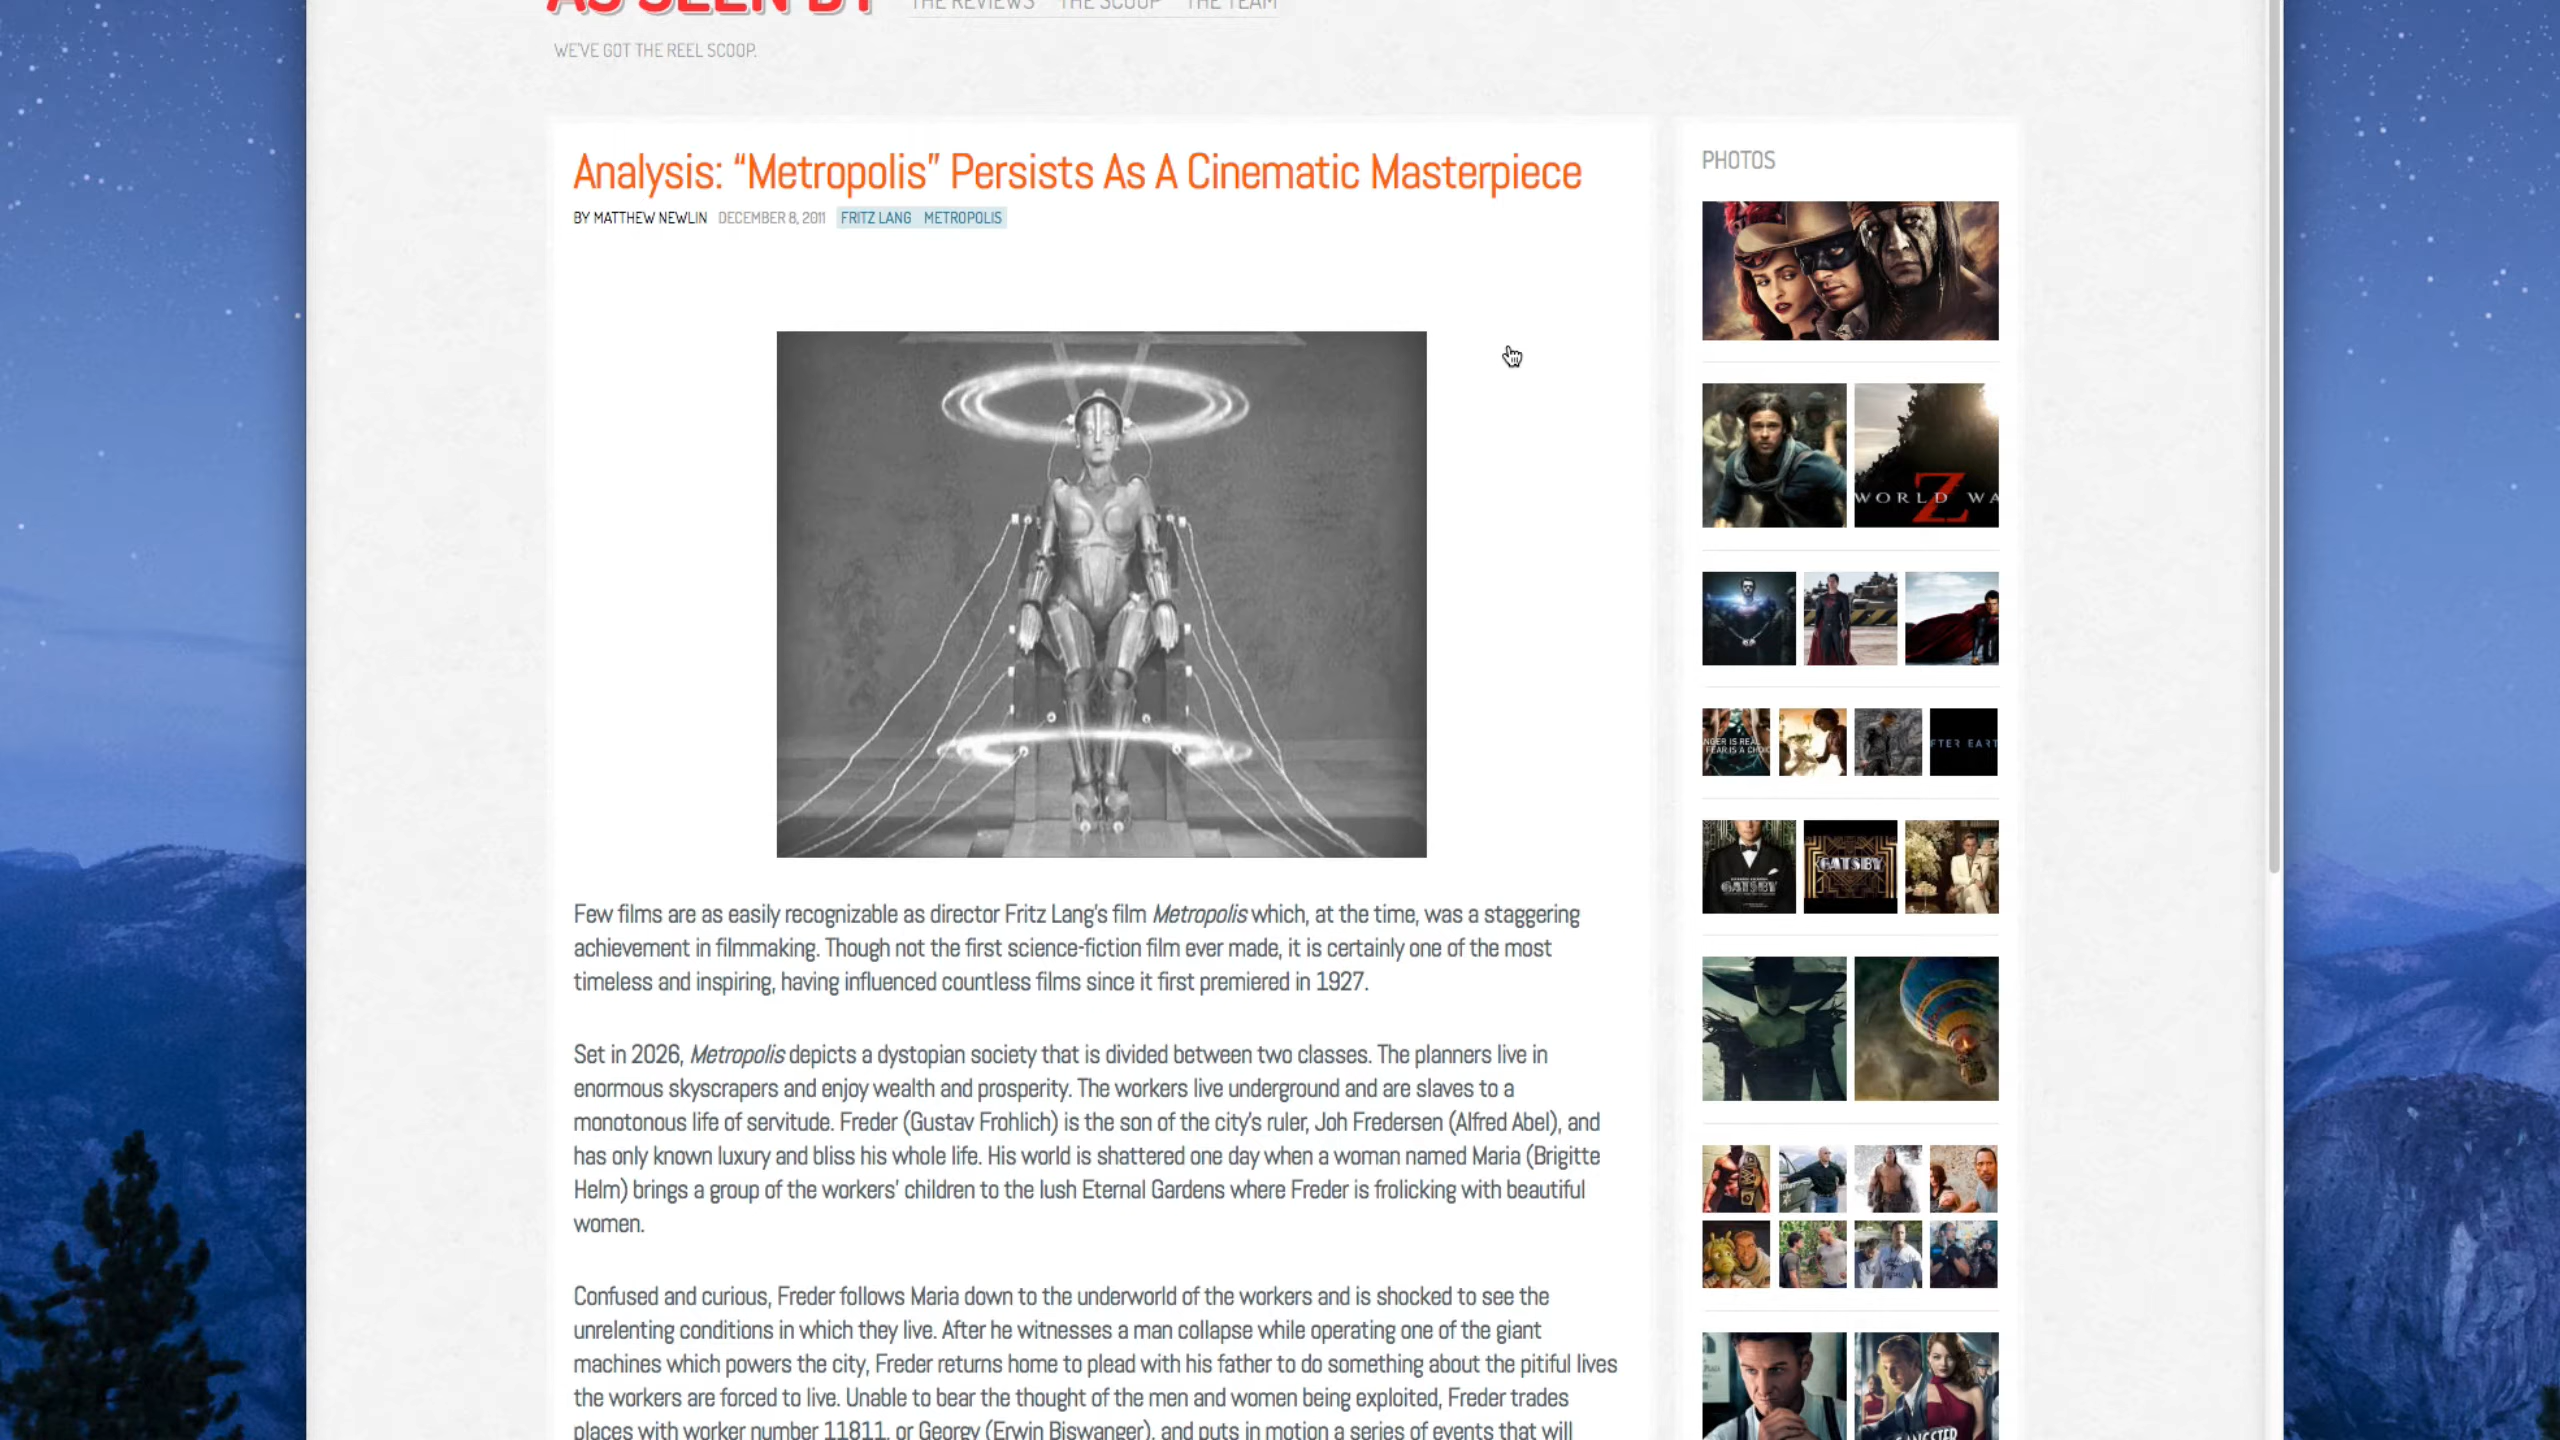 AS SEEN BY
THE REVIEWS THE SCOOP THE TEAM
WE'VE GOT THE REEL SCOOP.
Analysis: “Metropolis” Persists As A Cinematic Masterpiece
BY MATTHEW NEWLIN DECEMBER 8, 2011 FRITZ LANG METROPOLIS
Few films are as easily recognizable as director Fritz Lang's film Metropolis which, at the time, was a staggering
achievement in filmmaking. Though not the first science-fiction film ever made, it is certainly one of the most
timeless and inspiring, having influenced countless films since it first premiered in 1927.
Set in 2026, Metropolis depicts a dystopian society that is divided between two classes. The planners live in
enormous skyscrapers and enjoy wealth and prosperity. The workers live underground and are slaves to a
monotonous life of servitude. Freder (Gustav Frohlich) is the son of the city's ruler, Joh Fredersen (Alfred Abel), and
has only known luxury and bliss his whole life. His world is shattered one day when a woman named Maria (Brigitte
Helm) brings a group of the workers' children to the lush Eternal Gardens where Freder is frolicking with beautiful
women.
Confused and curious, Freder follows Maria down to the underworld of the workers and is shocked to see the
unrelenting conditions in which they live. After he witnesses a man collapse while operating one of the giant
machines which powers the city, Freder returns home to plead with his father to do something about the pitiful lives
the workers are forced to live. Unable to bear the thought of the men and women being exploited, Freder trades
places with worker number 11811, or Georgy (Erwin Biswanger), and puts in motion a series of events that will
PHOTOS
WORLD WA
Z
NGER IS REA
FEAR IS A CHOIC
FTER EART
GATSBY
GATSBY
GANGSTER